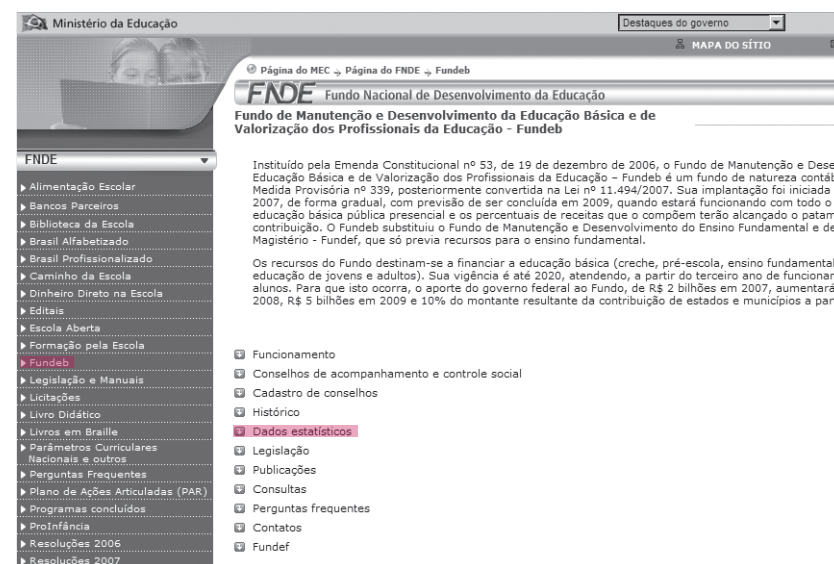 Ministério da Educação
Destaques do governo
MAPA DO SÍTIO
Página do MEC Página do FNDE Fundeb
FNDE Fundo Nacional de Desenvolvimento da Educação
Fundo de Manutenção e Desenvolvimento da Educação Básica e de
Valorização dos Profissionais da Educação - Fundeb
FNDE
Alimentação Escolar
Bancos Parceiros
Biblioteca da Escola
Brasil Alfabetizado
Brasil Profissionalizado
Caminho da Escola
Dinheiro Direto na Escola
Editais
Escola Aberta
Formação pela Escola
Fundeb
Legislação e Manuais
Licitações
Livro Didático
Livros em Braille
Parâmetros Curriculares
Nacionais e outros
Perguntas Frequentes
Plano de Ações Articuladas (PAR)
Programas concluídos
ProInfância
Resoluções 2006
Resoluções 2007
Instituído pela Emenda Constitucional nº 53, de 19 de dezembro de 2006, o Fundo de Manutenção e Dese
Educação Básica e de Valorização dos Profissionais da Educação – Fundeb é um fundo de natureza contáb
Medida Provisória nº 339, posteriormente convertida na Lei nº 11.494/2007. Sua implantação foi iniciada
2007, de forma gradual, com previsão de ser concluída em 2009, quando estará funcionando com todo o
educação básica pública presencial e os percentuais de receitas que o compõem terão alcançado o patam
contribuição. O Fundeb substituiu o Fundo de Manutenção e Desenvolvimento do Ensino Fundamental e de
Magistério - Fundef, que só previa recursos para o ensino fundamental.
Os recursos do Fundo destinam-se a financiar a educação básica (creche, pré-escola, ensino fundamental
educação de jovens e adultos). Sua vigência é até 2020, atendendo, a partir do terceiro ano de funcionar
alunos. Para que isto ocorra, o aporte do governo federal ao Fundo, de R$ 2 bilhões em 2007, aumentará
2008, R$ 5 bilhões em 2009 e 10% do montante resultante da contribuição de estados e municípios a par
Funcionamento
Conselhos de acompanhamento e controle social
Cadastro de conselhos
Histórico
Dados estatísticos
Legislação
Publicações
Consultas
Perguntas frequentes
Contatos
Fundef